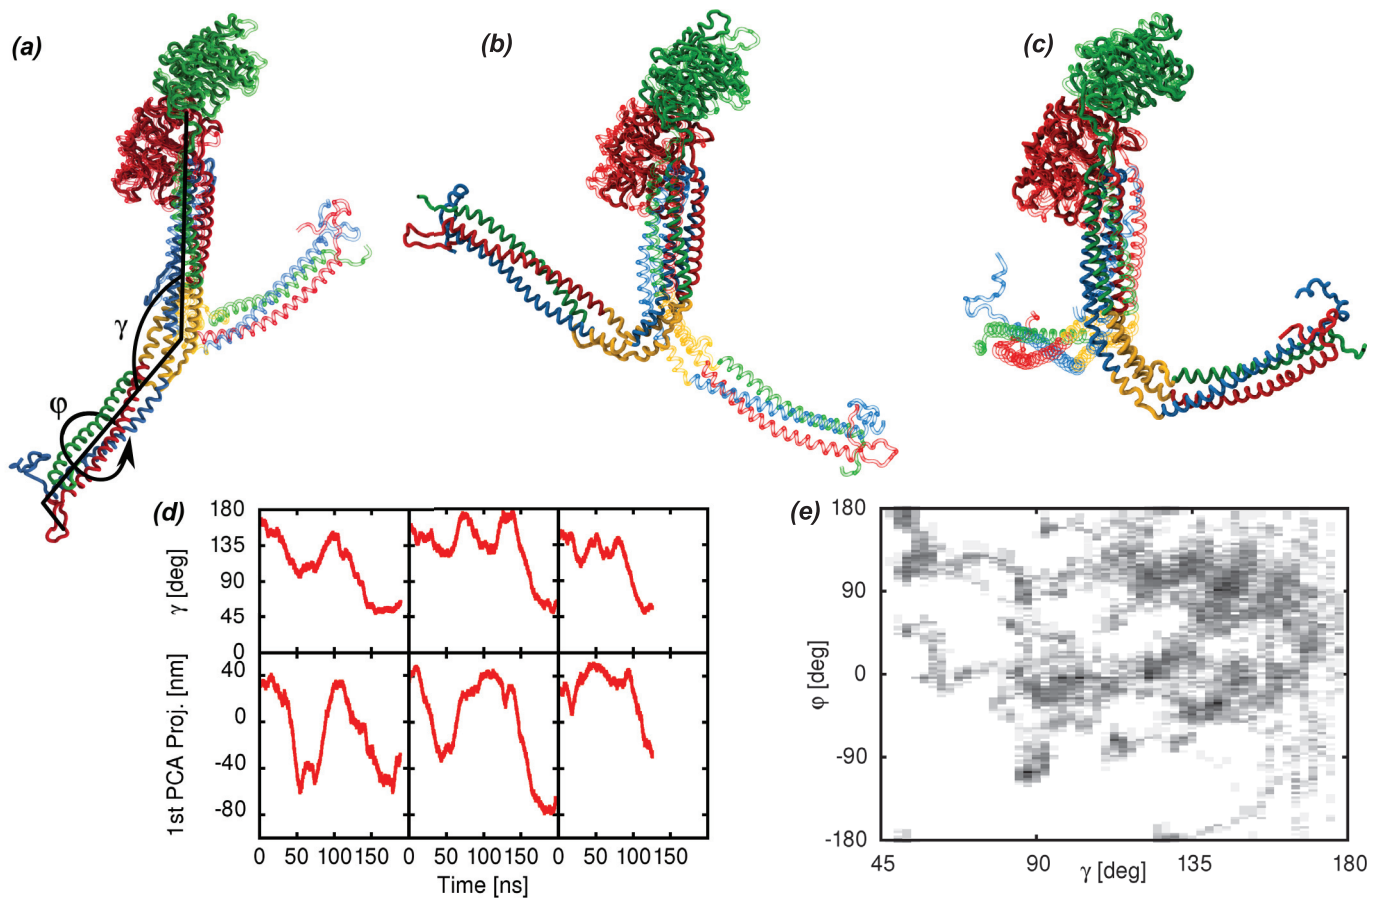 (a)
(b)
(c)
γ
φ
(d)
180
135
90
45
0
γ [deg]
40
0
-40
-80
1st PCA Proj. [nm]
0 50 100 150 0 50 100 150 0 50 100 150
Time [ns]
(e)
180
90
0
-90
-180
φ [deg]
45 90 135 180
γ [deg]